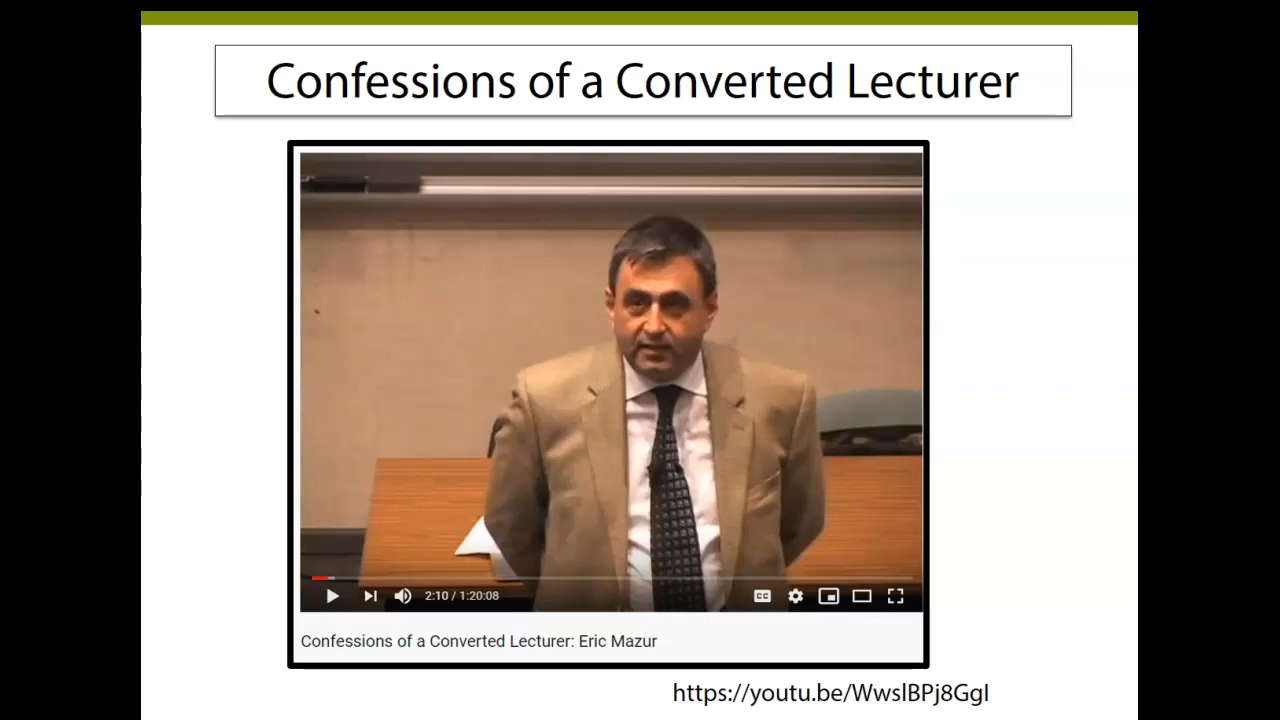 Confessions of a Converted Lecturer
2:10 / 1:20:08
CC
Confessions of a Converted Lecturer: Eric Mazur
https://youtu.be/WwslBPj8GgI